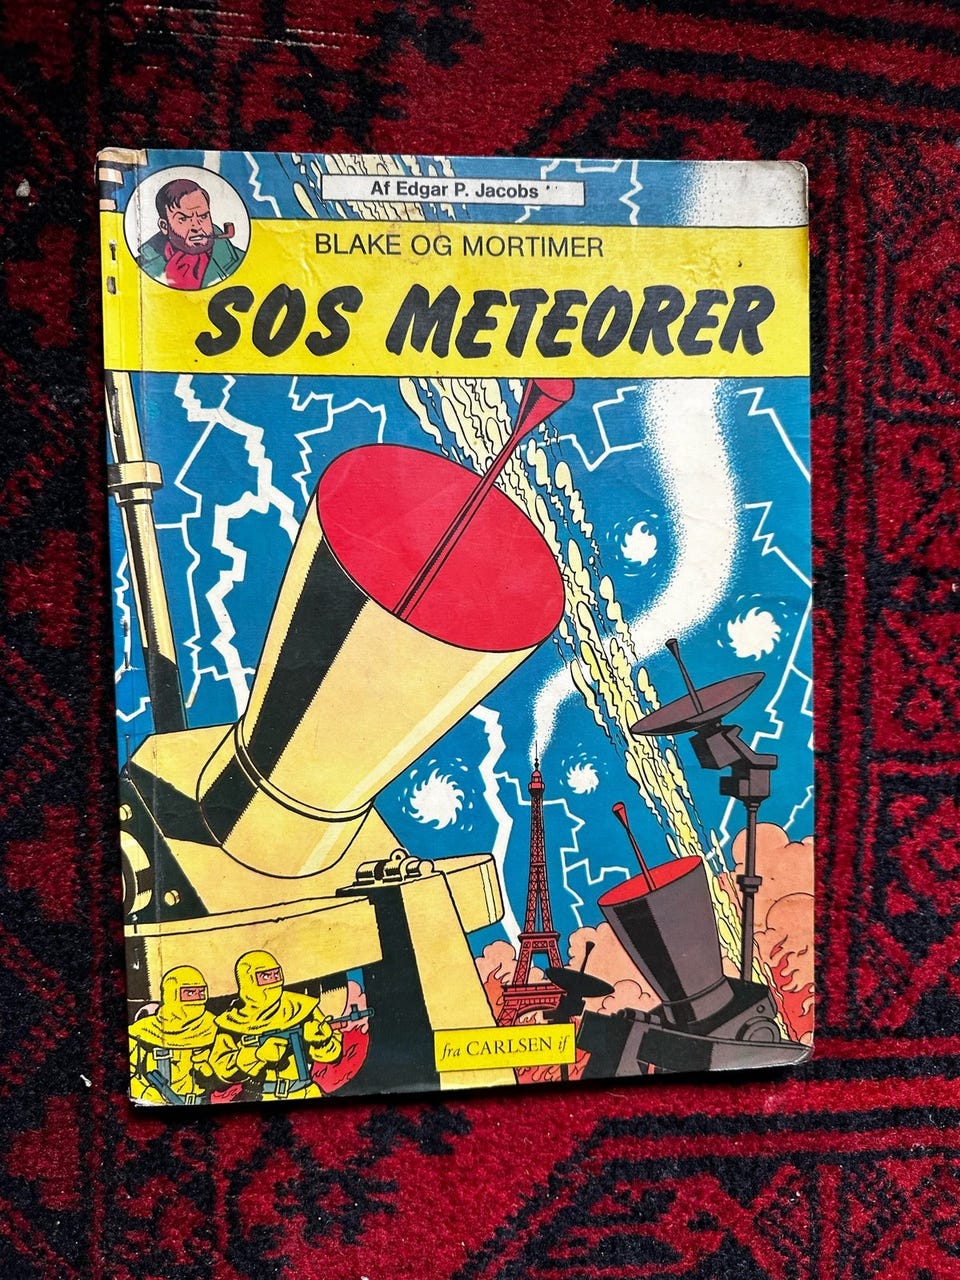 Af Edgar P. Jacobs
BLAKE OG MORTIMER
SOS METEORER
fra CARLSEN if